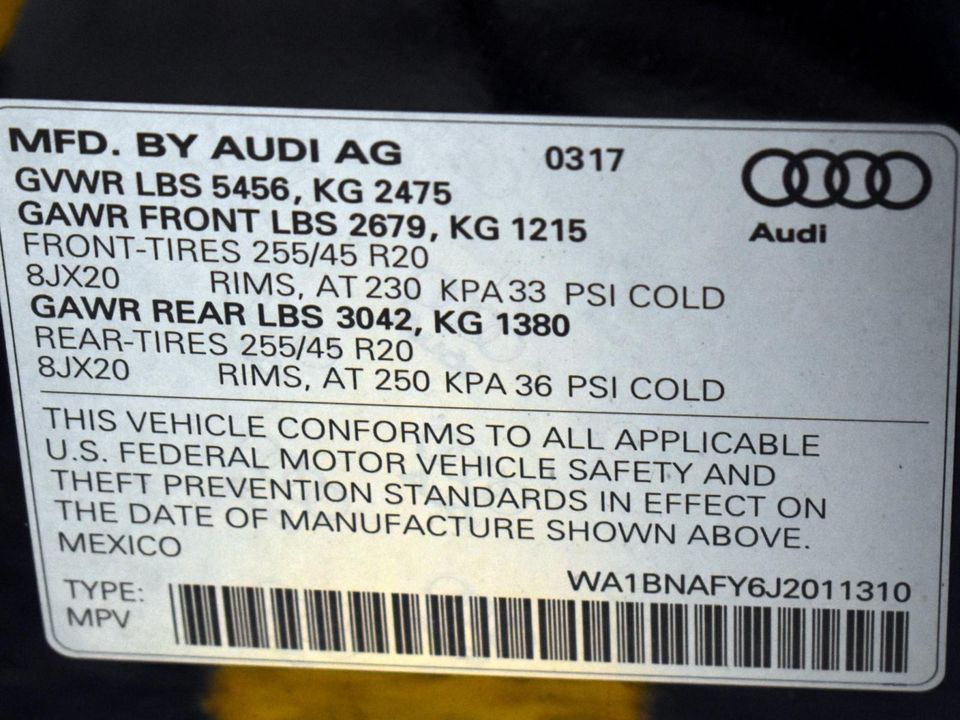 MFD. BY AUDI AG 0317
GVWR LBS 5456, KG 2475
GAWR FRONT LBS 2679, KG 1215
Audi
FRONT-TIRES 255/45 R20
8JX20 RIMS, AT 230 KPA 33 PSI COLD
GAWR REAR LBS 3042, KG 1380
REAR-TIRES 255/45 R20
8JX20 RIMS, AT 250 KPA 36 PSI COLD
THIS VEHICLE CONFORMS TO ALL APPLICABLE
U.S. FEDERAL MOTOR VEHICLE SAFETY AND
THEFT PREVENTION STANDARDS IN EFFECT ON
THE DATE OF MANUFACTURE SHOWN ABOVE.
MEXICO
WA1BNAFY6J2011310
TYPE:
MPV